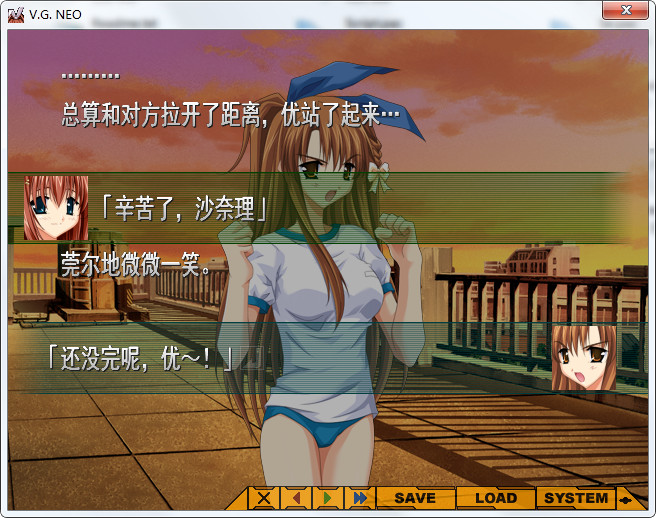 V.G. NEO
………
总算和对方拉开了距离，优站了起来…
「辛苦了，沙奈理」
莞尔地微微一笑。
「还没完呢，优～！」
SAVE LOAD SYSTEM